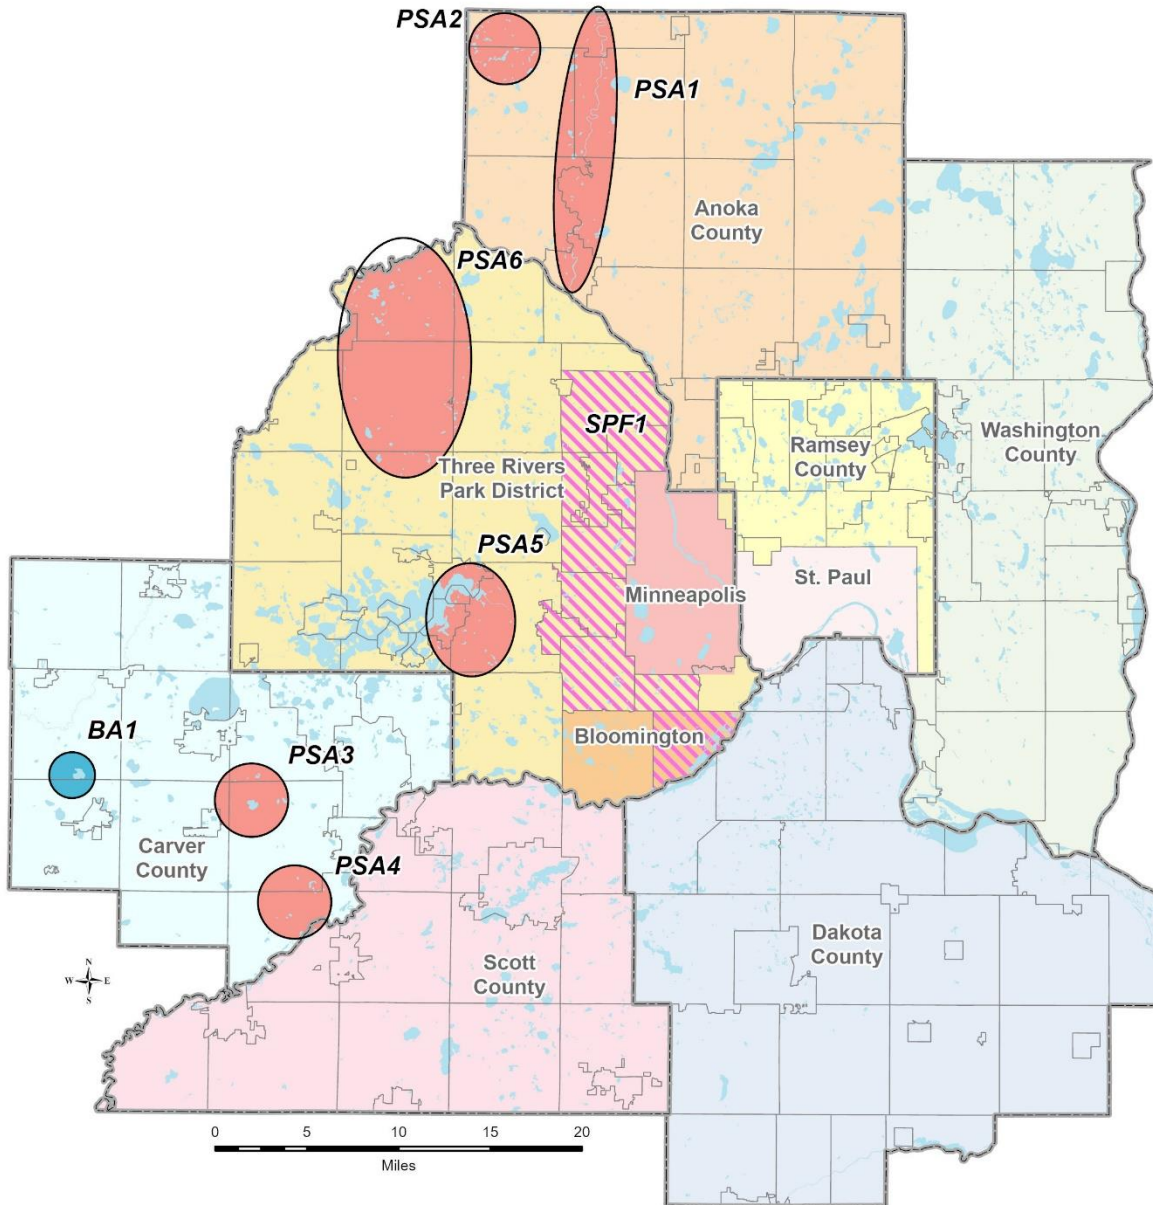 PSA2
PSA1
Anoka
County
PSA6
SPF1
Three Rivers
Park District
Ramsey
County
Washington
County
PSA5
Minneapolis
St. Paul
BA1
PSA3
Bloomington
Carver
County
PSA4
Scott
County
Dakota
County
N
W E
S
0 5 10 15 20
Miles